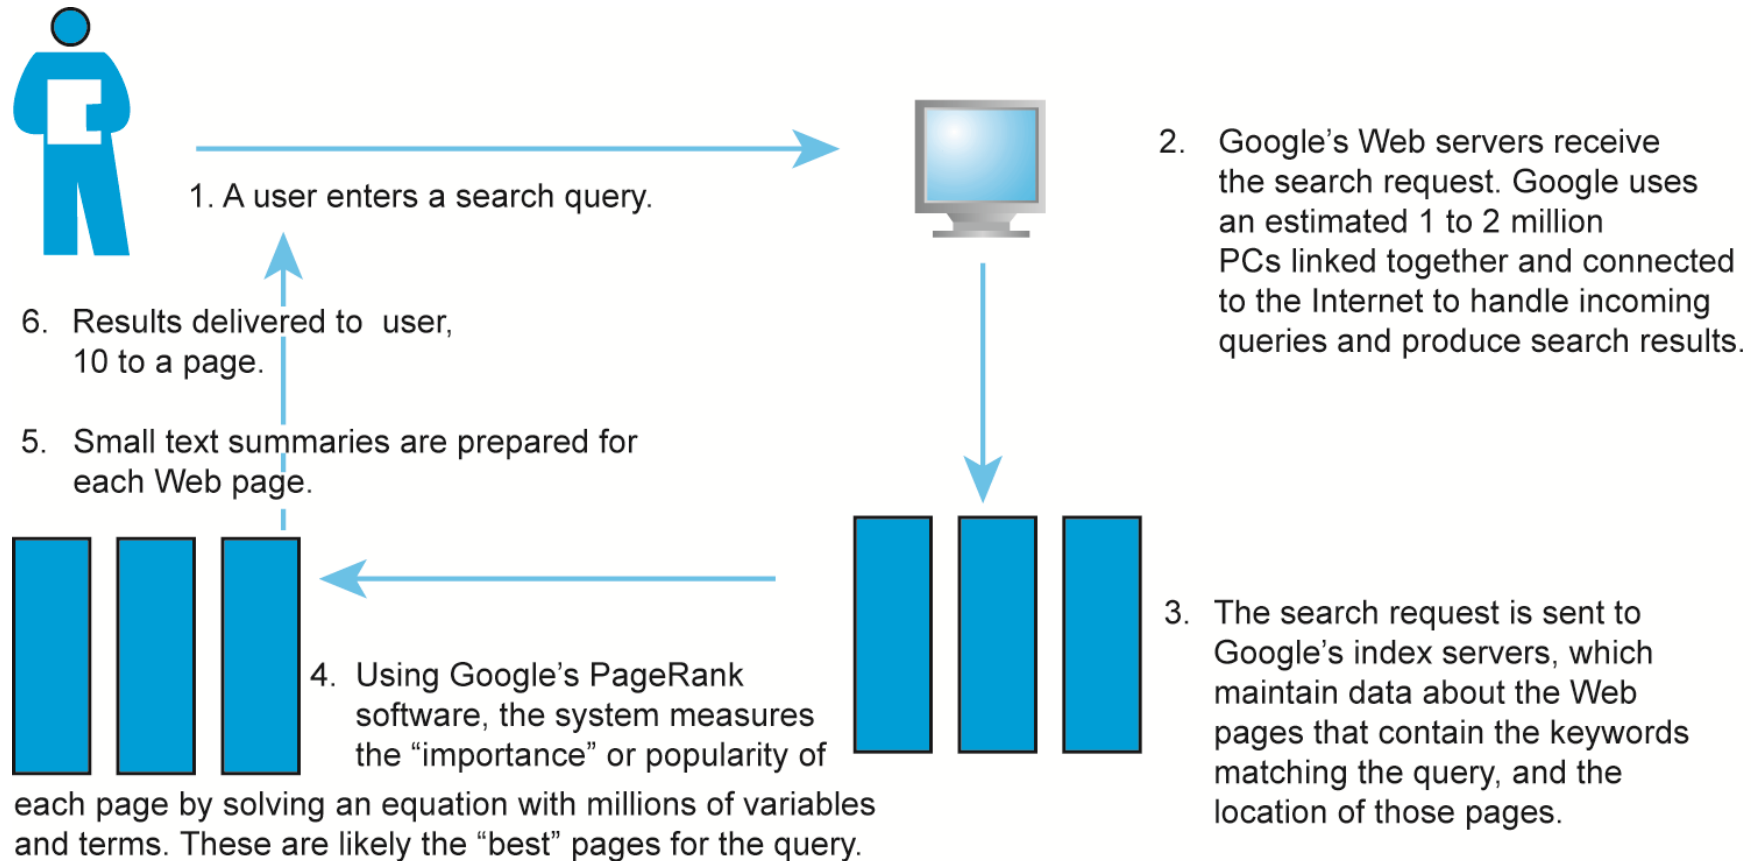 1. A user enters a search query.
2. Google’s Web servers receive
the search request. Google uses
an estimated 1 to 2 million
PCs linked together and connected
to the Internet to handle incoming
queries and produce search results.
3. The search request is sent to
Google’s index servers, which
maintain data about the Web
pages that contain the keywords
matching the query, and the
location of those pages.
4. Using Google’s PageRank
software, the system measures
the “importance” or popularity of
each page by solving an equation with millions of variables
and terms. These are likely the “best” pages for the query.
5. Small text summaries are prepared for
each Web page.
6. Results delivered to user,
10 to a page.